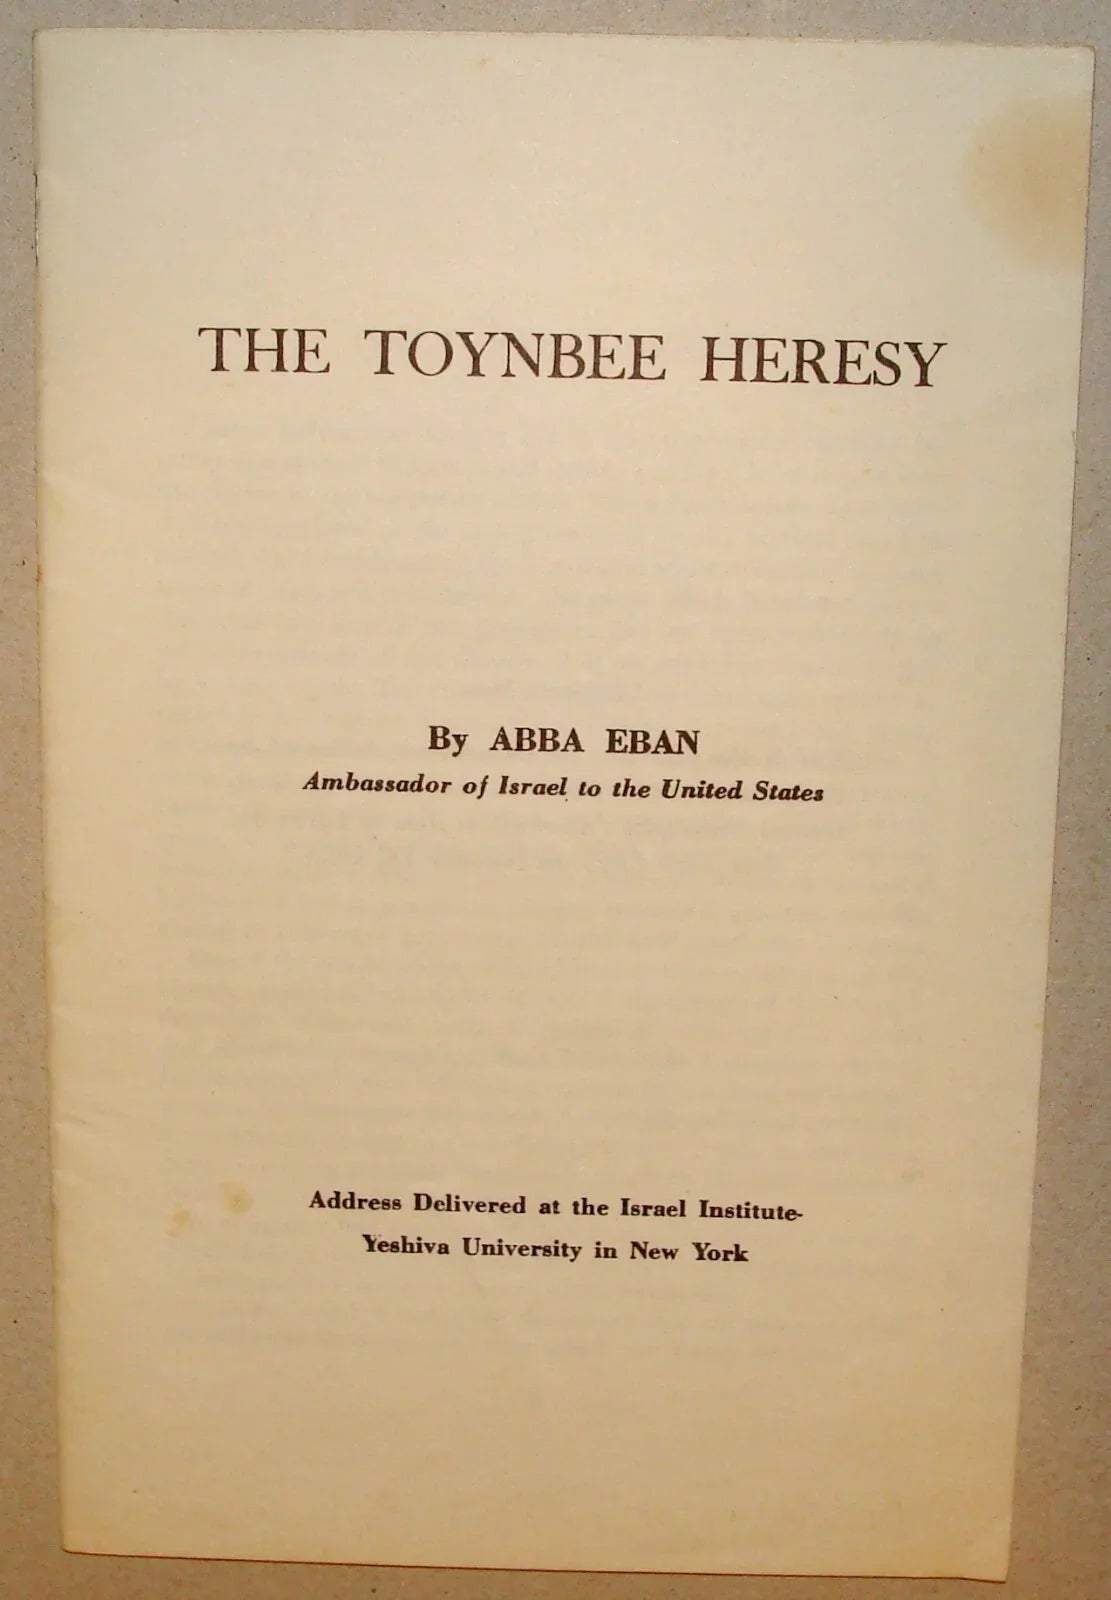 THE TOYNBEE HERESY
By ABBA EBAN
Ambassador of Israel to the United States
Address Delivered at the Israel Institute-
Yeshiva University in New York